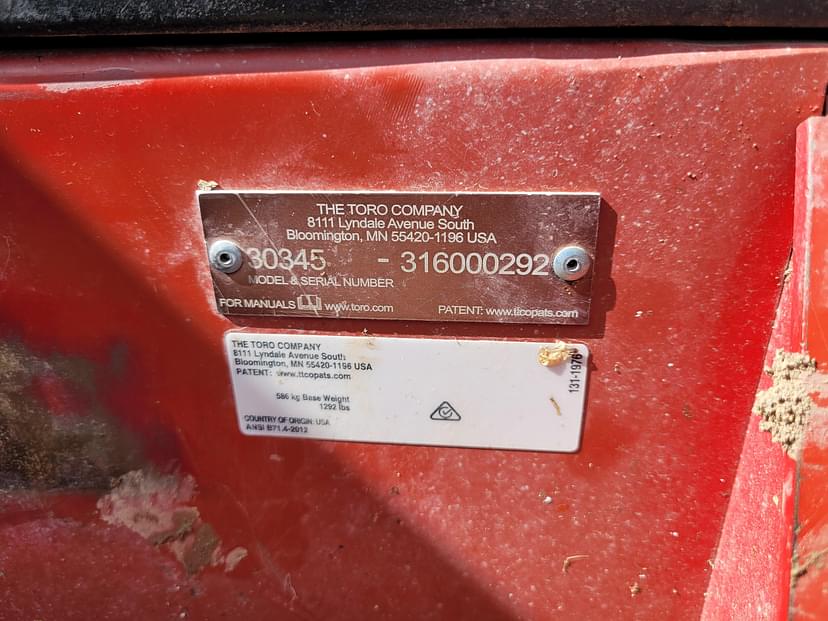 THE TORO COMPANY
8111 Lyndale Avenue South
Bloomington, MN 55420-1196 USA
30345 - 316000292
MODEL & SERIAL NUMBER
FOR MANUALS www.toro.com PATENT: www.ttcopats.com
THE TORO COMPANY
8111 Lyndale Avenue South
Bloomington, MN 55420-1196 USA
PATENT: www.ttcopats.com
586 kg Base Weight
1292 lbs
COUNTRY OF ORIGIN: USA
ANSI B71.4-2012
131-1976